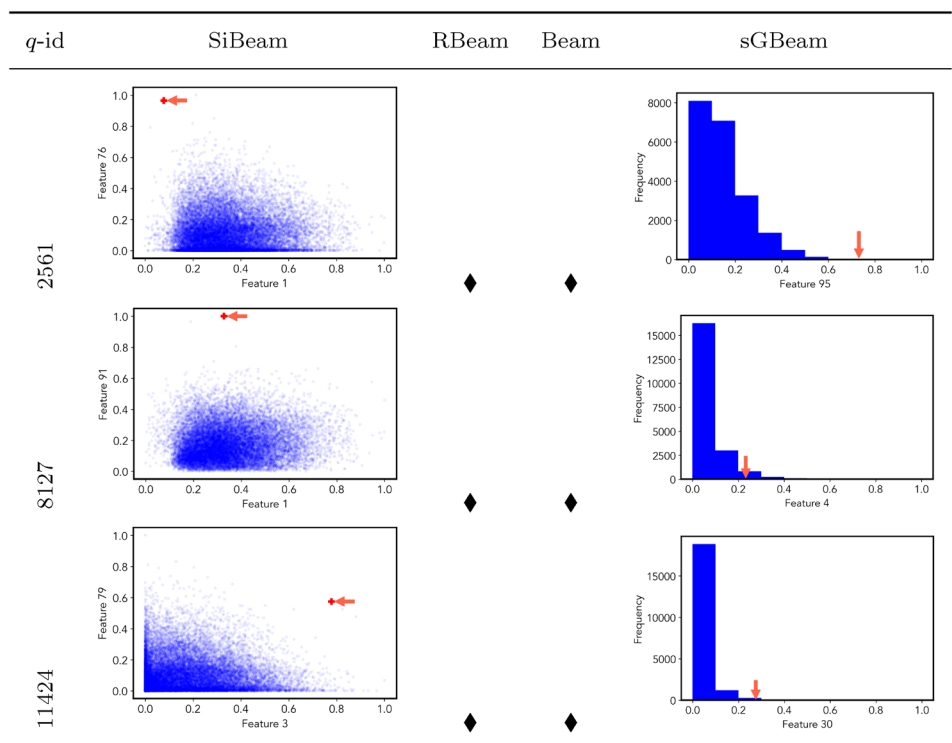 q-id SiBeam RBeam Beam sGBeam
2561
1.0
0.8
0.6
0.4
0.2
0.0
Feature 76
0.0 0.2 0.4 0.6 0.8 1.0
Feature 1
♦ ♦
8000
6000
4000
2000
0
Frequency
0.0 0.2 0.4 0.6 0.8 1.0
Feature 95
8127
1.0
0.8
0.6
0.4
0.2
0.0
Feature 91
0.0 0.2 0.4 0.6 0.8 1.0
Feature 1
♦ ♦
15000
12500
10000
7500
5000
2500
0
Frequency
0.0 0.2 0.4 0.6 0.8 1.0
Feature 4
11424
1.0
0.8
0.6
0.4
0.2
0.0
Feature 79
0.0 0.2 0.4 0.6 0.8 1.0
Feature 3
♦ ♦
15000
10000
5000
0
Frequency
0.0 0.2 0.4 0.6 0.8 1.0
Feature 30